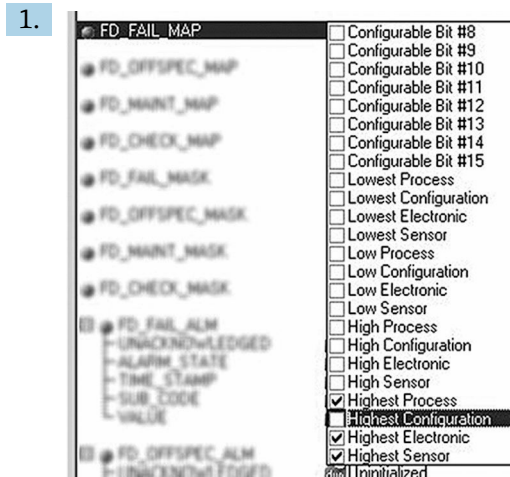 1.
FD_FAIL_MAP
FD_OFFSPEC_MAP
FD_MAINT_MAP
FD_CHECK_MAP
FD_FAIL_MASK
FD_OFFSPEC_MASK
FD_MAINT_MASK
FD_CHECK_MASK
FD_FAIL_ALM
UNACKNOWLEDGED
ALARM_STATE
TIME_STAMP
SUB_CODE
VALUE
FD_OFFSPEC_ALM
UNACKNOWLEDGED
Configurable Bit #8
Configurable Bit #9
Configurable Bit #10
Configurable Bit #11
Configurable Bit #12
Configurable Bit #13
Configurable Bit #14
Configurable Bit #15
Lowest Process
Lowest Configuration
Lowest Electronic
Lowest Sensor
Low Process
Low Configuration
Low Electronic
Low Sensor
High Process
High Configuration
High Electronic
High Sensor
Highest Process
Highest Configuration
Highest Electronic
Highest Sensor
Uninitialized